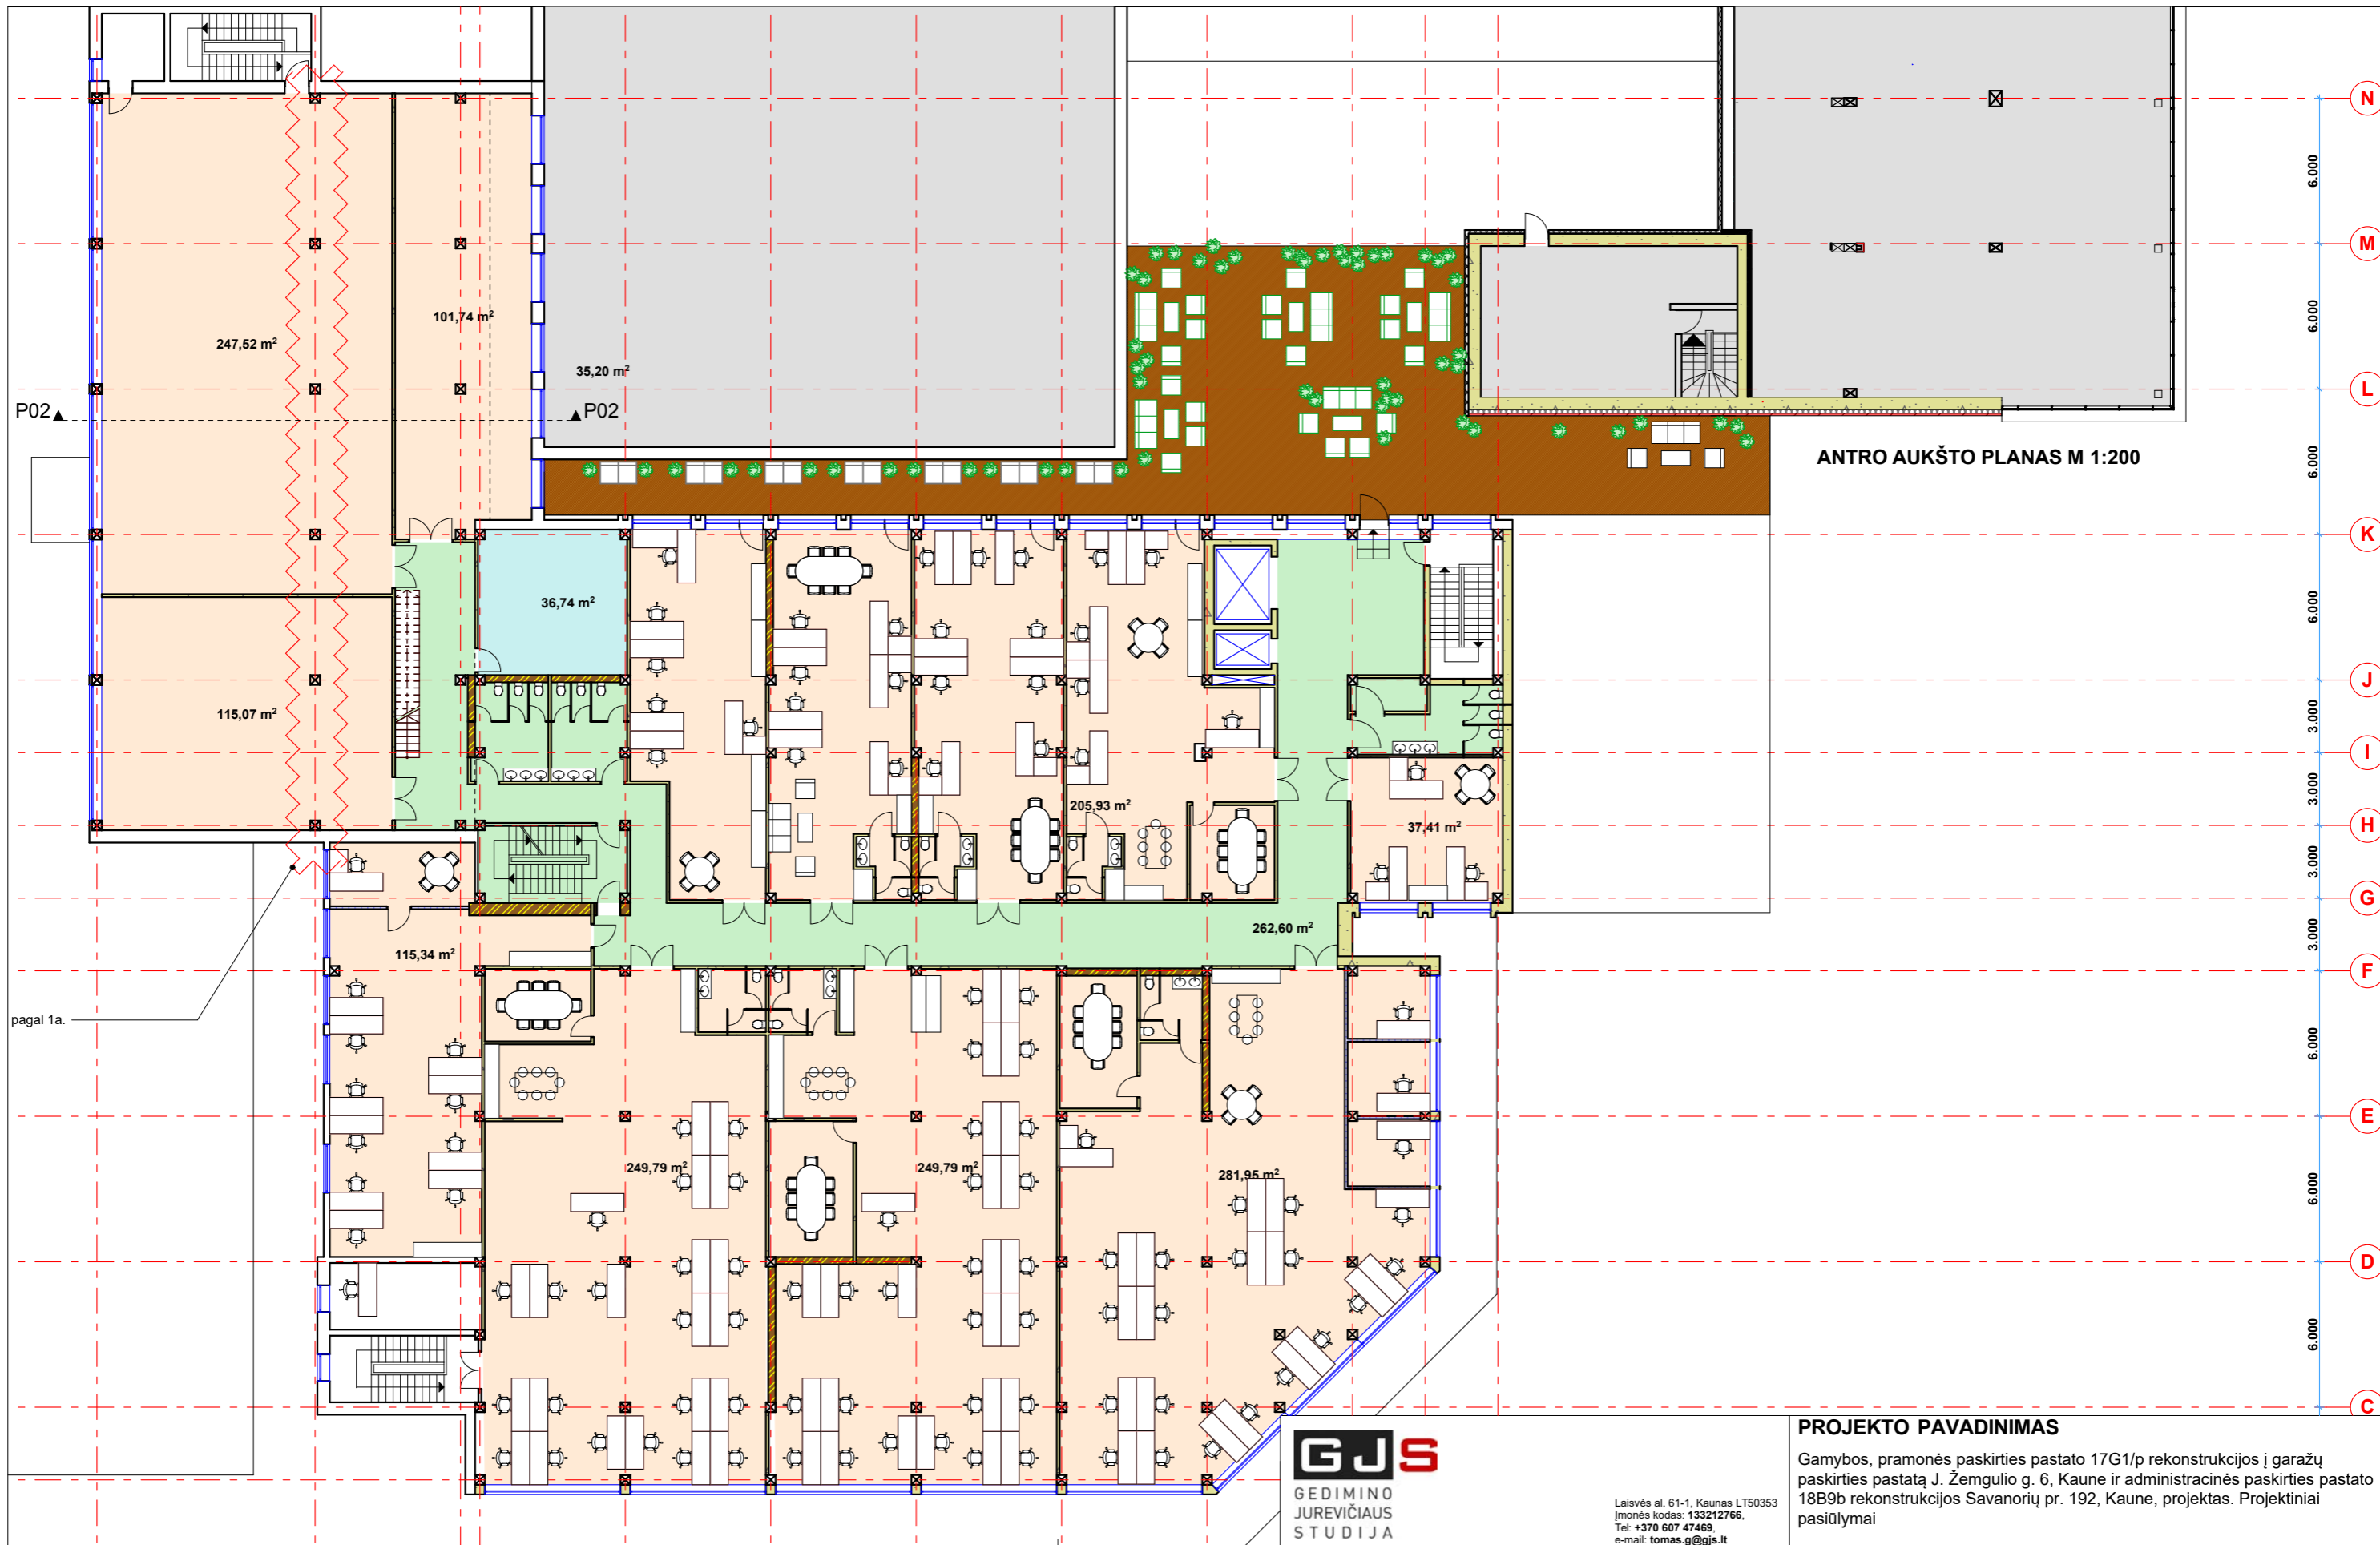 N
6.000
M
6.000
101,74 m²
247,52 m²
35,20 m²
L
P02
P02
6.000
ANTRO AUKŠTO PLANAS M 1:200
K
36,74 m²
6.000
J
115,07 m²
3.000
I
3.000
205,93 m²
37,41 m²
H
3.000
G
262,60 m²
3.000
115,34 m²
F
pagal 1a.
6.000
E
249,79 m²
249,79 m²
281,95 m²
6.000
D
6.000
C
GJS
GEDIMINO
JUREVIČIAUS
STUDIJA
Laisvės al. 61-1, Kaunas LT50353
Įmonės kodas: 133212766,
Tel: +370 607 47469,
e-mail: tomas.g@gjs.lt
PROJEKTO PAVADINIMAS
Gamybos, pramonės paskirties pastato 17G1/p rekonstrukcijos į garažų
paskirties pastatą J. Žemgulio g. 6, Kaune ir administracinės paskirties pastato
18B9b rekonstrukcijos Savanorių pr. 192, Kaune, projektas. Projektiniai
pasiūlymai